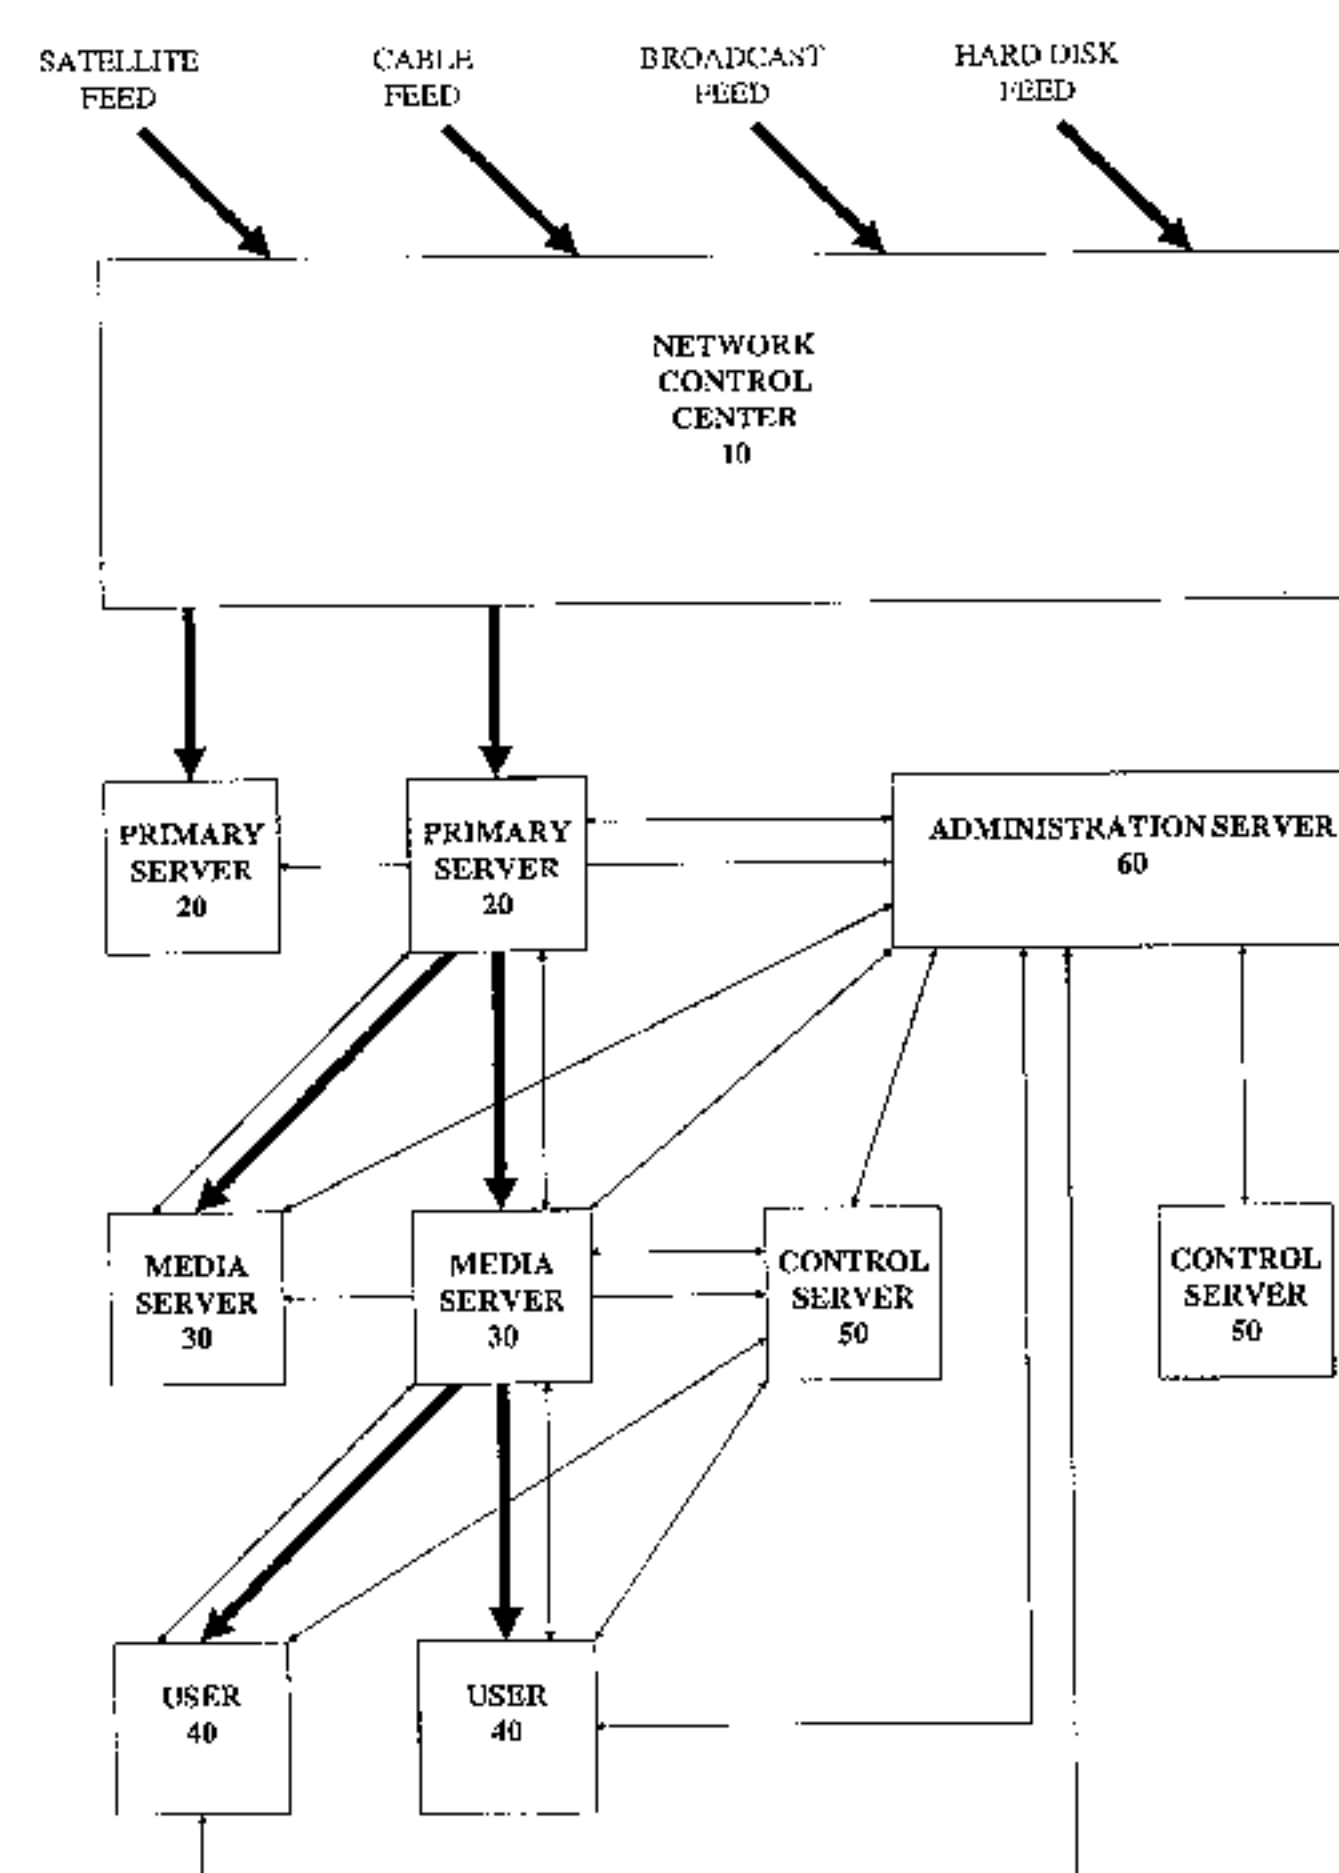 SATELLITE
FEED
CABLE
FEED
BROADCAST
FEED
HARD DISK
FEED
NETWORK
CONTROL
CENTER
10
PRIMARY
SERVER
20
PRIMARY
SERVER
20
ADMINISTRATION SERVER
60
MEDIA
SERVER
30
MEDIA
SERVER
30
CONTROL
SERVER
50
CONTROL
SERVER
50
USER
40
USER
40